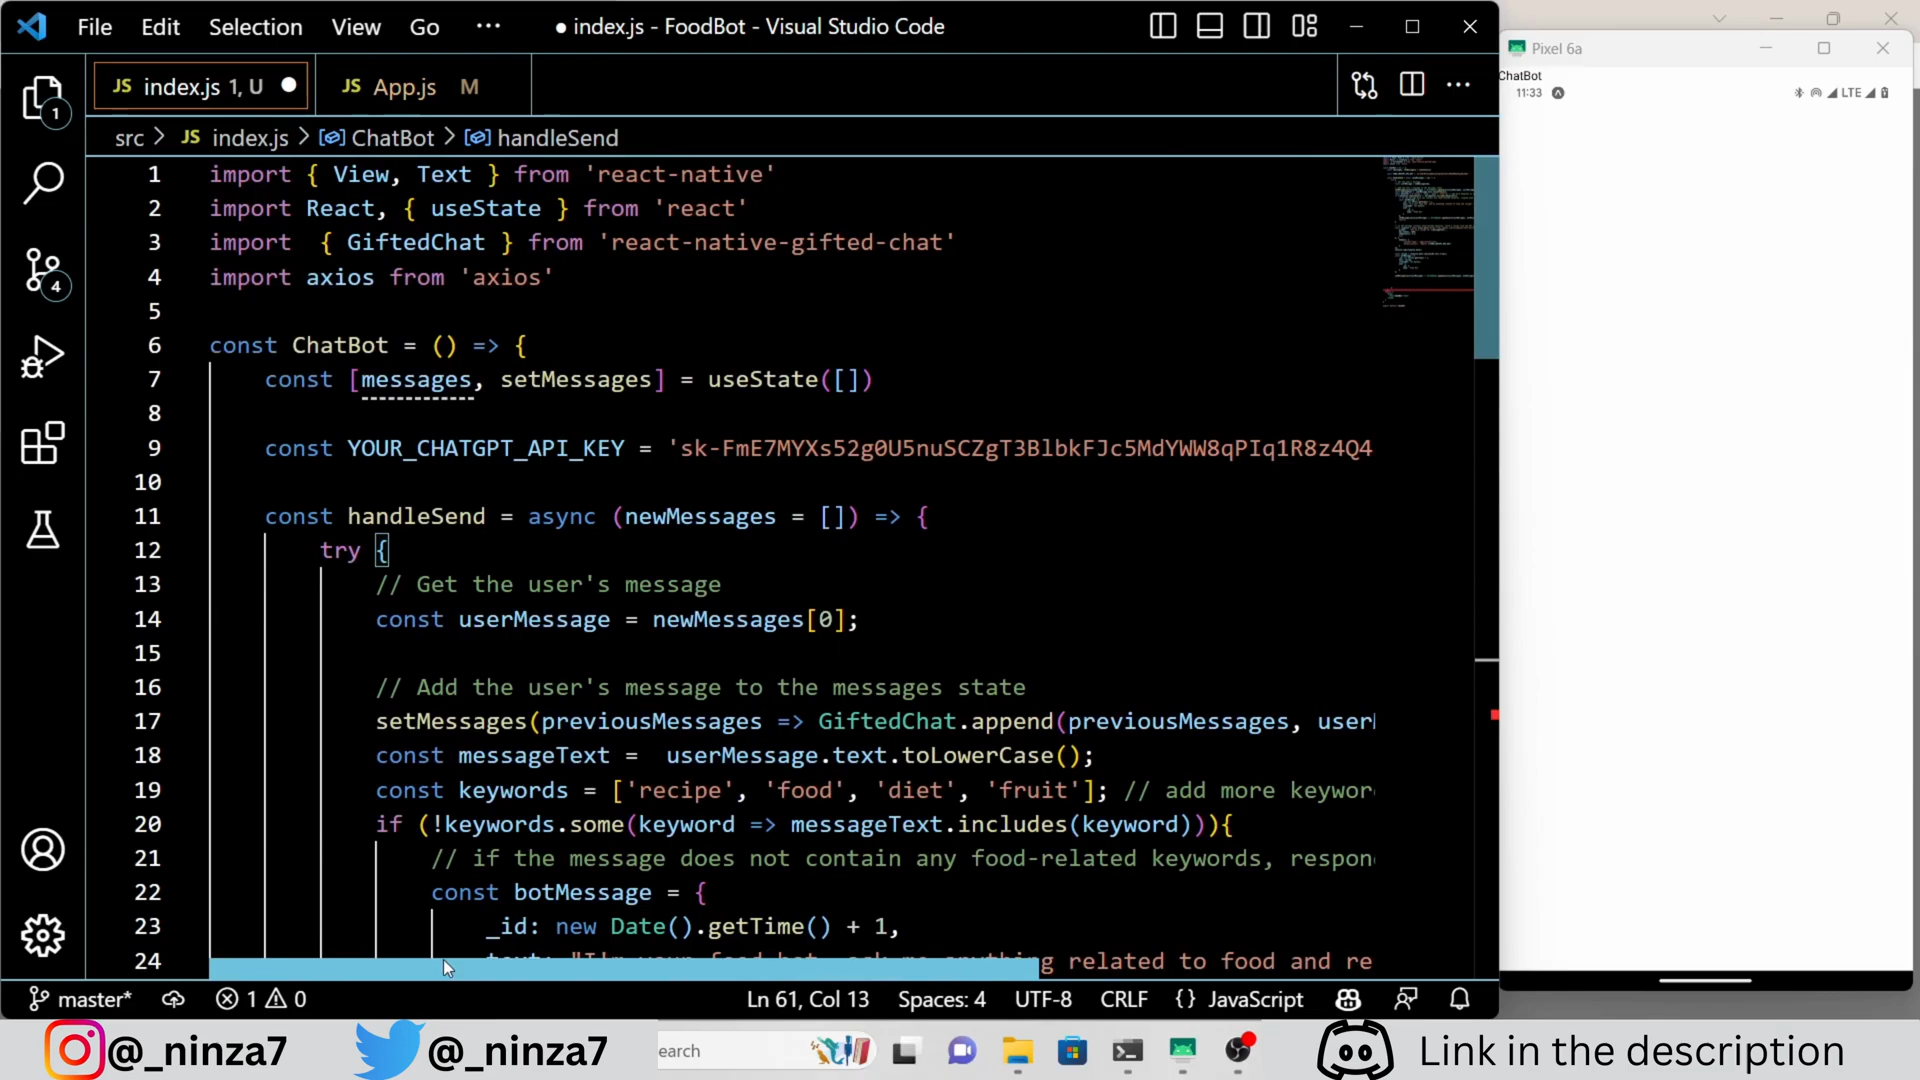 File Edit Selection View Go ··· ● index.js - FoodBot - Visual Studio Code
JS index.js 1, U ● JS App.js M
src > JS index.js > ChatBot > handleSend
1 import { View, Text } from 'react-native'
2 import React, { useState } from 'react'
3 import  { GiftedChat } from 'react-native-gifted-chat'
4 import axios from 'axios'
5
6 const ChatBot = () => {
7 const [messages, setMessages] = useState([])
8
9 const YOUR_CHATGPT_API_KEY = 'sk-FmE7MYXs52g0U5nuSCZgT3BlbkFJc5MdYWW8qPIq1R8z4Q4
10
11 const handleSend = async (newMessages = []) => {
12 try {
13 // Get the user's message
14 const userMessage = newMessages[0];
15
16 // Add the user's message to the messages state
17 setMessages(previousMessages => GiftedChat.append(previousMessages, user
18 const messageText =  userMessage.text.toLowerCase();
19 const keywords = ['recipe', 'food', 'diet', 'fruit']; // add more keywor
20 if (!keywords.some(keyword => messageText.includes(keyword))){
21 // if the message does not contain any food-related keywords, respon
22 const botMessage = {
23 _id: new Date().getTime() + 1,
24 text: "I'm your food bot, ask me anything related to food and re
1
4
master* 1 0 Ln 61, Col 13 Spaces: 4 UTF-8 CRLF {} JavaScript
Pixel 6a
ChatBot
11:33 LTE
@_ninza7 @_ninza7 earch Link in the description